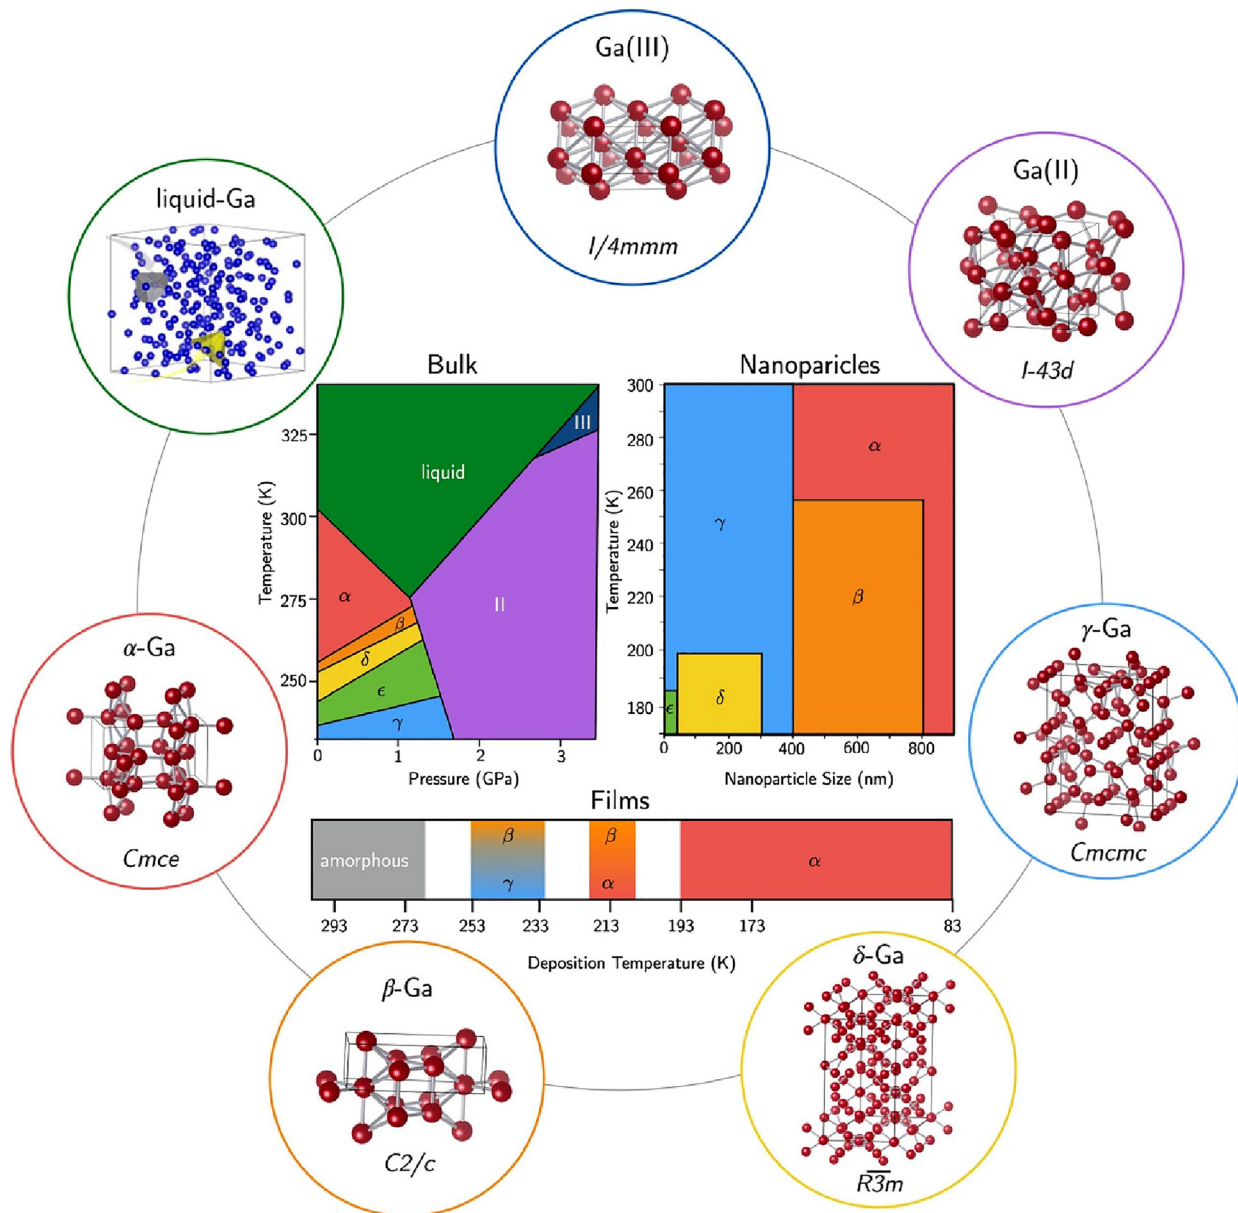 Ga(III)
I/4mmm
Ga(II)
I-43d
liquid-Ga
Bulk
Temperature (K)
325
300
275
250
liquid
III
II
α
β
δ
ϵ
γ
0 1 2 3
Pressure (GPa)
Nanoparicles
Temperature (K)
300
280
260
240
220
200
180
γ
α
β
δ
ϵ
0 200 400 600 800
Nanoparticle Size (nm)
α-Ga
Cmce
γ-Ga
Cmcmc
Films
amorphous
β
γ
β
α
α
293 273 253 233 213 193 173 83
Deposition Temperature (K)
β-Ga
C2/c
δ-Ga
R3̅m